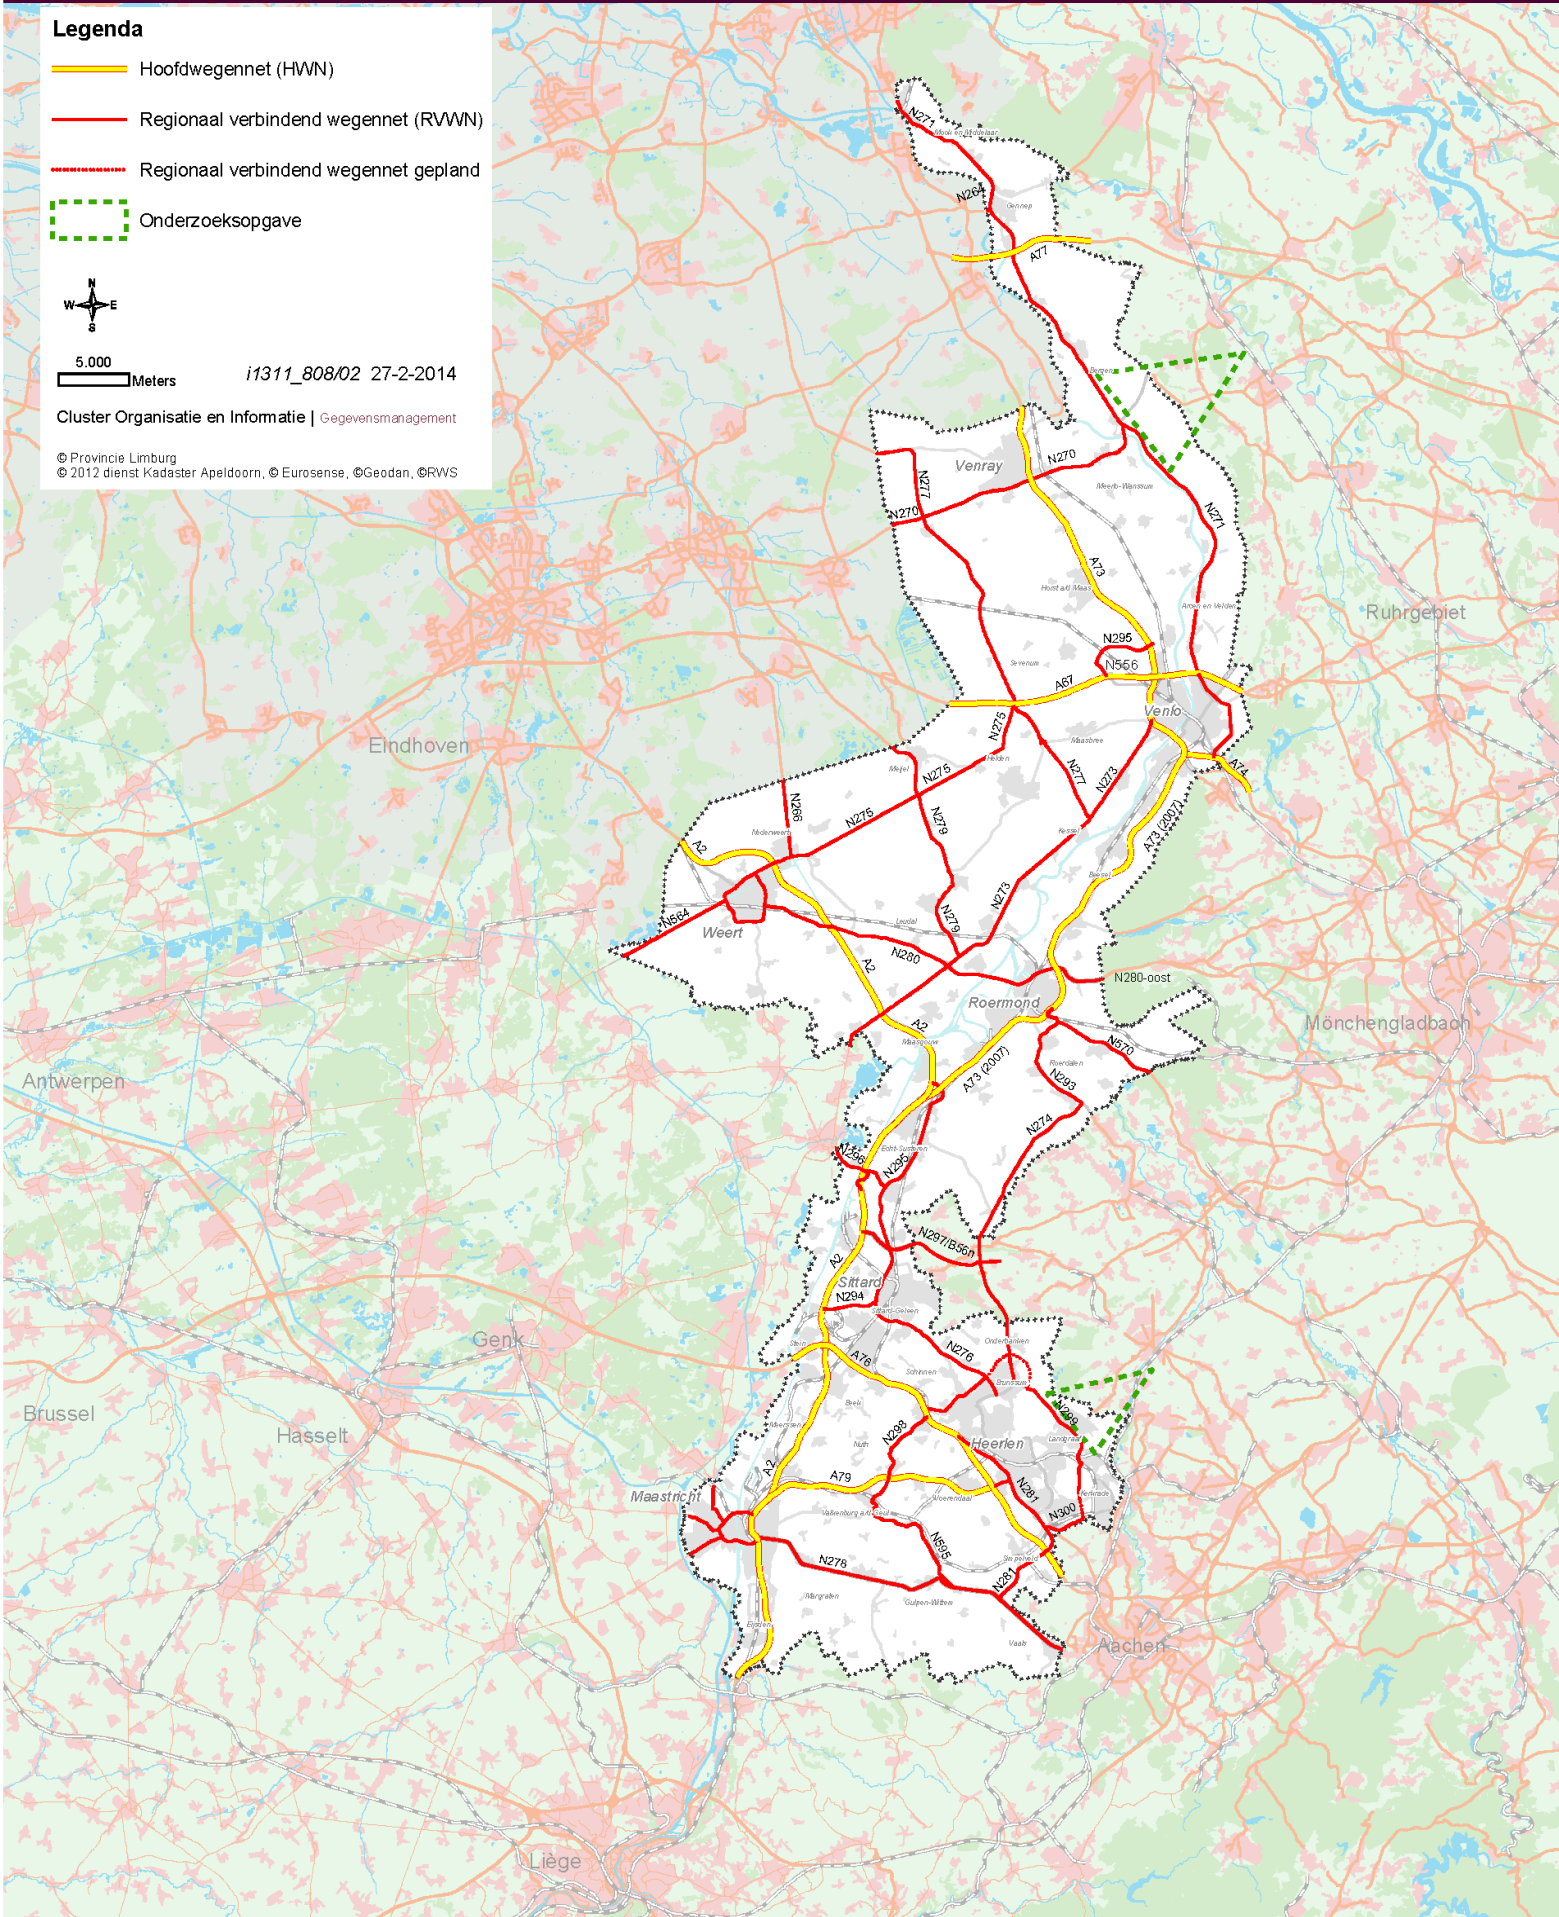 Legenda
Hoofdwegennet (HWN)
Regionaal verbindend wegennet (RVWN)
Regionaal verbindend wegennet gepland
Onderzoeksopgave
N
W E
S
5.000
Meters
i1311_808/02 27-2-2014
Cluster Organisatie en Informatie | Gegevensmanagement
© Provincie Limburg
© 2012 dienst Kadaster Apeldoorn, © Eurosense, ©Geodan, ©RWS
N271
Mook en Middelaar
N264
Gennep
A77
Bergen
Venray
N270
N277
Meerlo-Wanssum
N270
N271
A73
Horst a/d Maas
Arcen en Velden
Ruhrgebiet
N295
Sevenum
N556
A67
Venlo
N275
Maasbree
Eindhoven
Meijel
Helden
N275
N277
N273
A74
N266
N275
N279
Nederweert
Kessel
A73 (2007)
A2
Beesel
N273
N564
Leudal
N279
Weert
N280
A2
N280-oost
Roermond
A2
Maasgouw
Mönchengladbach
N570
Roerdalen
A73 (2007)
N293
Antwerpen
N274
Echt-Susteren
N296
N295
N297/B56n
A2
Sittard
N294
Sittard-Geleen
Genk
Stein
Onderbanken
N276
A76
Schinnen
Brunssum
Beek
N299
Brussel
Meerssen
N298
Hasselt
Nuth
Heerlen
Landgraaf
A2
A79
Maastricht
Voerendaal
N281
Kerkrade
Valkenburg a/d Geul
N300
N595
Simpelveld
N278
N281
Margraten
Gulpen-Wittem
Eijsden
Vaals
Aachen
Liège